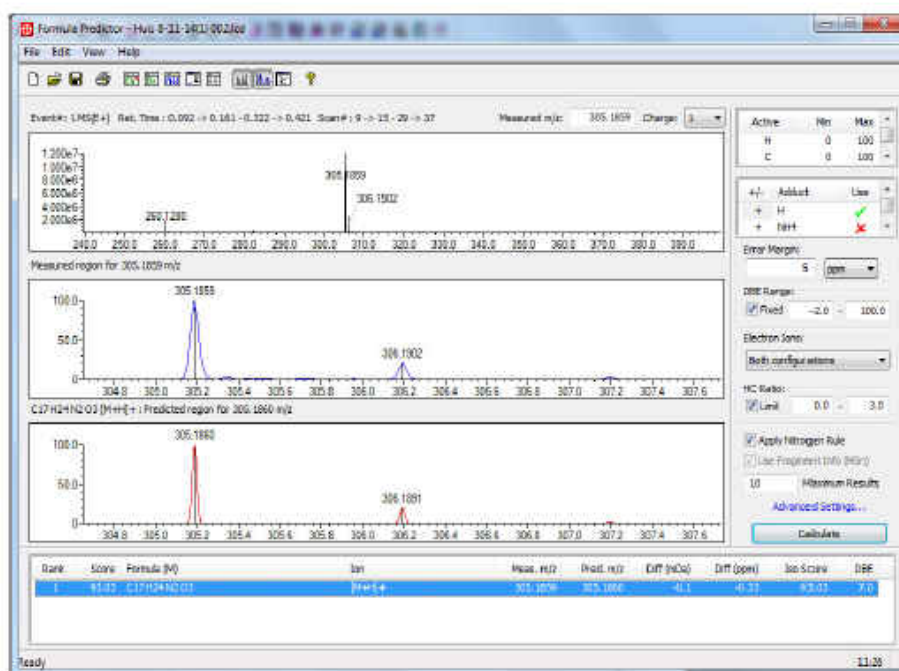 Formula Predictor - Hui
File Edit View Help
Event#: 1 MS(E+) Ret. Time : 0.092 -> 0.161 - 0.322 -> 0.421 Scan# : 9 -> 15 - 29 -> 37
Measured m/z: 305.1859 Charge:
1.200e7
1.000e7
8.000e6
6.000e6
4.000e6
2.000e6
305.1859
306.1902
260.1280
240.0 250.0 260.0 270.0 280.0 290.0 300.0 310.0 320.0 330.0 340.0 350.0 360.0 370.0 380.0 390.0
Measured region for 305.1859 m/z
100.0
50.0
0
305.1859
306.1902
304.8 305.0 305.2 305.4 305.6 305.8 306.0 306.2 306.4 306.6 306.8 307.0 307.2 307.4 307.6
C17 H24 N2 O3 [M+H]+ : Predicted region for 305.1860 m/z
100.0
50.0
0
305.1860
306.1891
304.8 305.0 305.2 305.4 305.6 305.8 306.0 306.2 306.4 306.6 306.8 307.0 307.2 307.4 307.6
Active Min Max
H 0 100
C 0 100
+/- Adduct Use
+ H
+ NH4
Error Margin:
5 ppm
DBE Range:
Fixed -2.0 - 100.0
Electron Ions:
Both configurations
HC Ratio:
Limit 0.0 - 3.0
Apply Nitrogen Rule
Use Fragment Info (MSn)
10 Maximum Results
Advanced Settings...
Calculate
Rank Score Formula (M) Ion Meas. m/z Pred. m/z Diff (mDa) Diff (ppm) Iso Score DBE
1 93.03 C17 H24 N2 O3 [M+H]+ 305.1859 305.1860 -0.1 -0.33 93.03 7.0
Ready
11:26